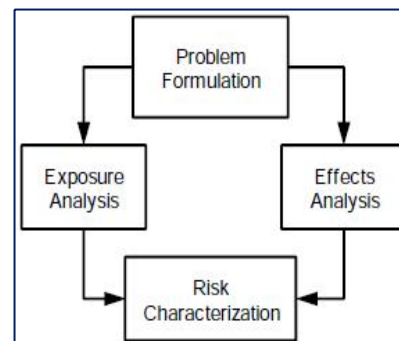 Problem
Formulation
Exposure
Analysis
Effects
Analysis
Risk
Characterization